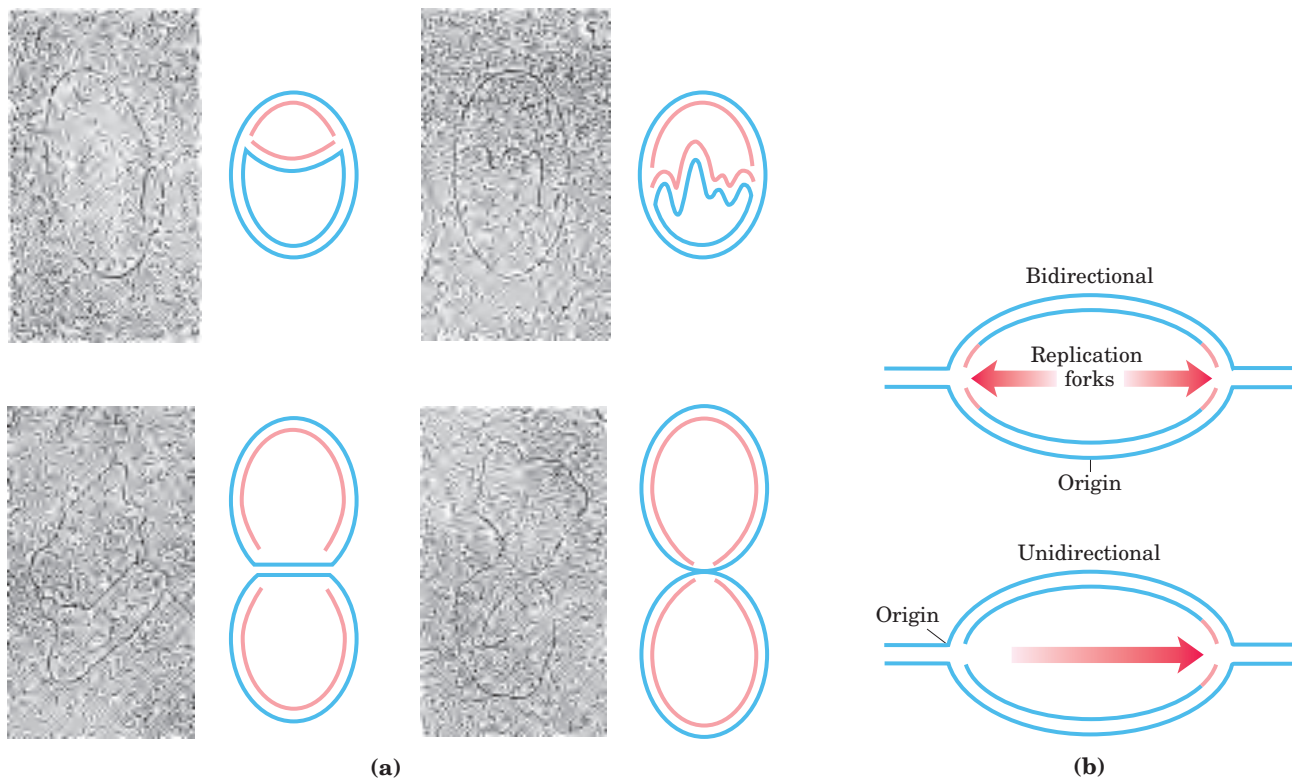 Bidirectional
Replication
forks
Origin
Unidirectional
Origin
(a)
(b)